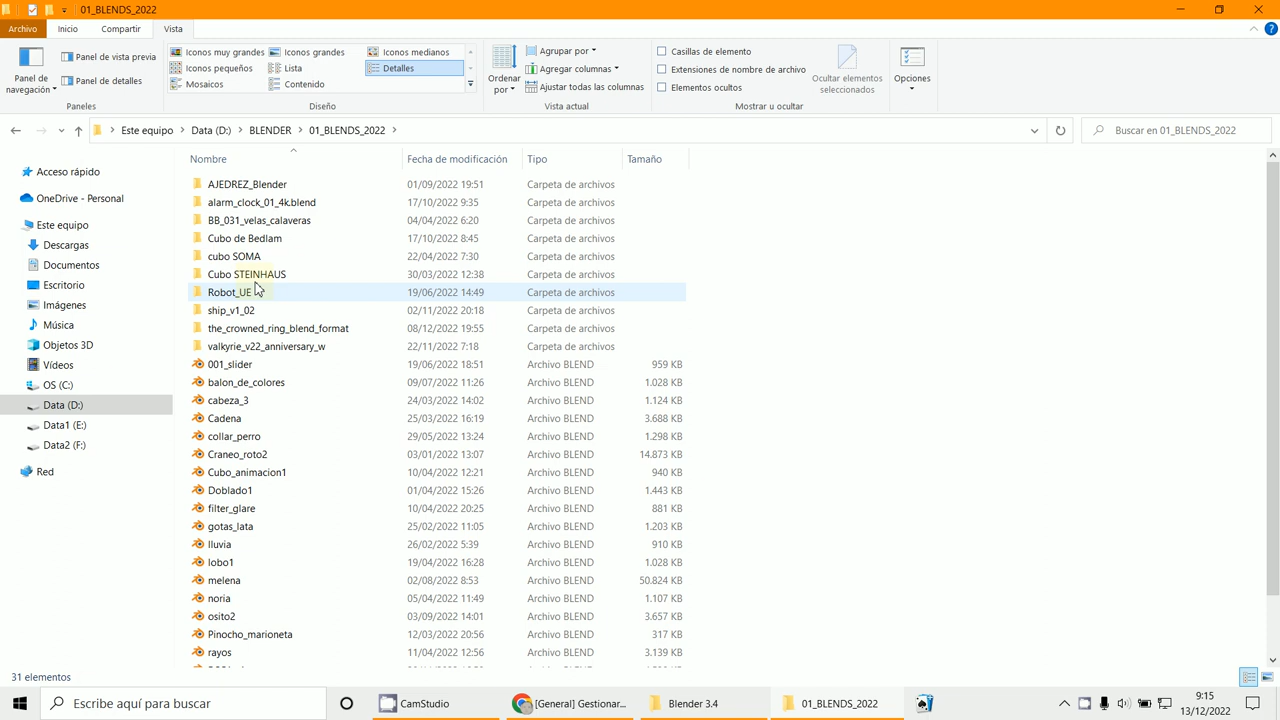 01_BLENDS_2022
Archivo Inicio Compartir Vista
Panel de navegación
Panel de vista previa
Panel de detalles
Paneles
Iconos muy grandes Iconos grandes Iconos medianos
Iconos pequeños Lista Detalles
Mosaicos Contenido
Diseño
Ordenar por
Agrupar por
Agregar columnas
Ajustar todas las columnas
Vista actual
Casillas de elemento
Extensiones de nombre de archivo
Elementos ocultos
Ocultar elementos seleccionados
Mostrar u ocultar
Opciones
Este equipo > Data (D:) > BLENDER > 01_BLENDS_2022 >
Buscar en 01_BLENDS_2022
Acceso rápido
OneDrive - Personal
Este equipo
Descargas
Documentos
Escritorio
Imágenes
Música
Objetos 3D
Vídeos
OS (C:)
Data (D:)
Data1 (E:)
Data2 (F:)
Red
Nombre Fecha de modificación Tipo Tamaño
AJEDREZ_Blender 01/09/2022 19:51 Carpeta de archivos
alarm_clock_01_4k.blend 17/10/2022 9:35 Carpeta de archivos
BB_031_velas_calaveras 04/04/2022 6:20 Carpeta de archivos
Cubo de Bedlam 17/10/2022 8:45 Carpeta de archivos
cubo SOMA 22/04/2022 7:30 Carpeta de archivos
Cubo STEINHAUS 30/03/2022 12:38 Carpeta de archivos
Robot_UE 19/06/2022 14:49 Carpeta de archivos
ship_v1_02 02/11/2022 20:18 Carpeta de archivos
the_crowned_ring_blend_format 08/12/2022 19:55 Carpeta de archivos
valkyrie_v22_anniversary_w 22/11/2022 7:18 Carpeta de archivos
001_slider 19/06/2022 18:51 Archivo BLEND 959 KB
balon_de_colores 09/07/2022 11:26 Archivo BLEND 1.028 KB
cabeza_3 24/03/2022 14:02 Archivo BLEND 1.124 KB
Cadena 25/03/2022 16:19 Archivo BLEND 3.688 KB
collar_perro 29/05/2022 13:24 Archivo BLEND 1.298 KB
Craneo_roto2 03/01/2022 13:07 Archivo BLEND 14.873 KB
Cubo_animacion1 10/04/2022 12:21 Archivo BLEND 940 KB
Doblado1 01/04/2022 15:26 Archivo BLEND 1.443 KB
filter_glare 10/04/2022 20:25 Archivo BLEND 881 KB
gotas_lata 25/02/2022 11:05 Archivo BLEND 1.203 KB
lluvia 26/02/2022 5:39 Archivo BLEND 910 KB
lobo1 19/04/2022 16:28 Archivo BLEND 1.028 KB
melena 02/08/2022 8:53 Archivo BLEND 50.824 KB
noria 05/04/2022 11:49 Archivo BLEND 1.107 KB
osito2 03/09/2022 14:01 Archivo BLEND 3.657 KB
Pinocho_marioneta 12/03/2022 20:56 Archivo BLEND 317 KB
rayos 11/04/2022 12:56 Archivo BLEND 3.139 KB
31 elementos
Escribe aquí para buscar
CamStudio
[General] Gestionar...
Blender 3.4
01_BLENDS_2022
9:15
13/12/2022